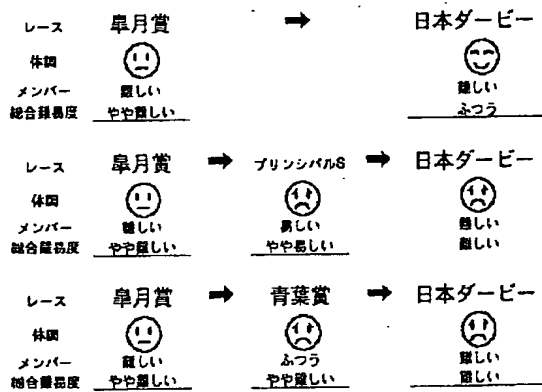 レース 皐月賞 → 日本ダービー
体調
メンバー 難しい 難しい
総合難易度 やや難しい ふつう
レース 皐月賞 → プリンシパルS → 日本ダービー
体調
メンバー 難しい 易しい 難しい
総合難易度 やや難しい やや易しい 難しい
レース 皐月賞 → 青葉賞 → 日本ダービー
体調
メンバー 難しい ふつう 難しい
総合難易度 やや難しい やや難しい 難しい